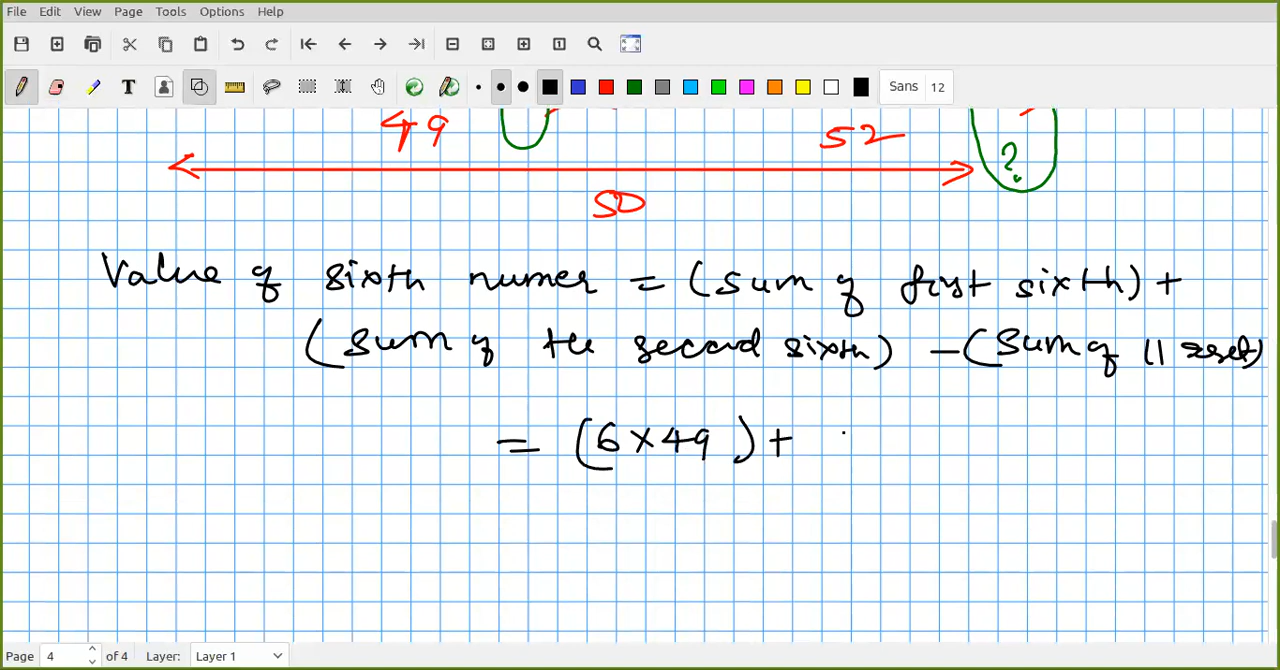 File Edit View Page Tools Options Help
Sans 12
49 52
?
50
Value of sixth numer = (sum of first sixth) +
(sum of the second sixth) - (sum of 11
= (6×49) +
Page 4 of 4 Layer: Layer 1